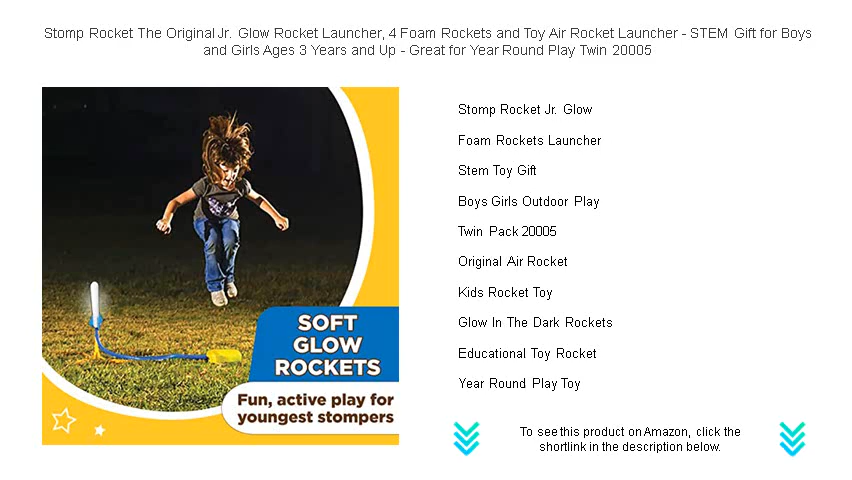 Stomp Rocket The Original Jr. Glow Rocket Launcher, 4 Foam Rockets and Toy Air Rocket Launcher - STEM Gift for Boys
and Girls Ages 3 Years and Up - Great for Year Round Play Twin 20005
Stomp Rocket Jr. Glow
Foam Rockets Launcher
Stem Toy Gift
Boys Girls Outdoor Play
Twin Pack 20005
Original Air Rocket
Kids Rocket Toy
Glow In The Dark Rockets
Educational Toy Rocket
Year Round Play Toy
SOFT
GLOW
ROCKETS
Fun, active play for
youngest stompers
To see this product on Amazon, click the
shortlink in the description below.